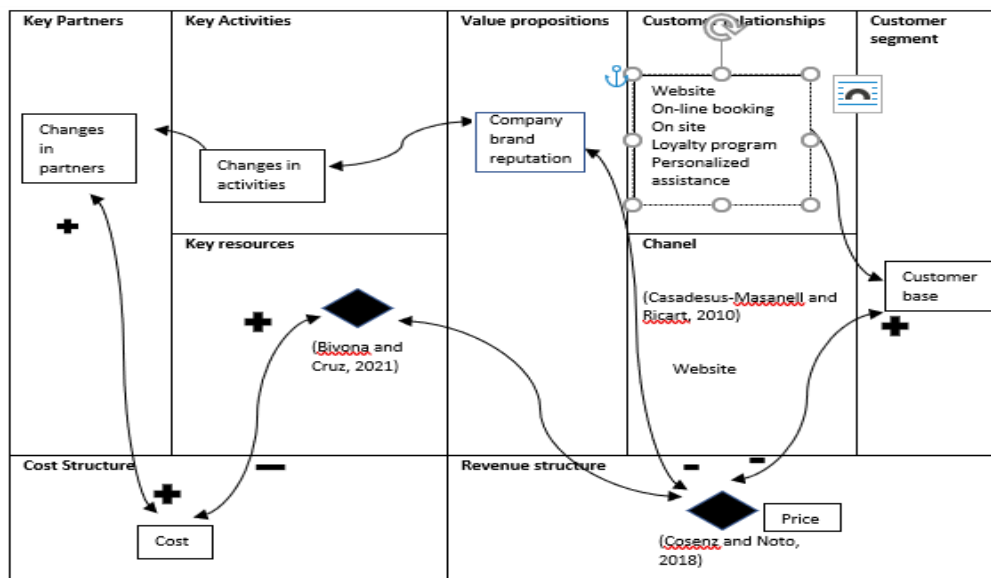 Key Partners
Key Activities
Value propositions
Customer relationships
Customer
segment
Changes
in
partners
Changes in
activities
Company
brand
reputation
Website
On-line booking
On site
Loyalty program
Personalized
assistance
Key resources
(Bivona and
Cruz, 2021)
Chanel
(Casadesus-Masanell and
Ricart, 2010)
Website
Customer
base
Cost Structure
Cost
Revenue structure
Price
(Cosenz and Noto,
2018)